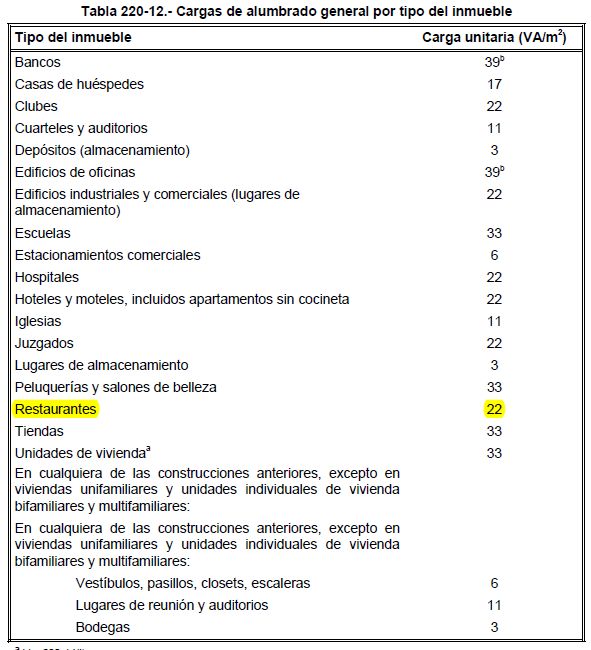 Tabla 220-12.- Cargas de alumbrado general por tipo del inmueble
Tipo del inmueble Carga unitaria (VA/m²)
Bancos 39ᵇ
Casas de huéspedes 17
Clubes 22
Cuarteles y auditorios 11
Depósitos (almacenamiento) 3
Edificios de oficinas 39ᵇ
Edificios industriales y comerciales (lugares de 22
almacenamiento)
Escuelas 33
Estacionamientos comerciales 6
Hospitales 22
Hoteles y moteles, incluidos apartamentos sin cocineta 22
Iglesias 11
Juzgados 22
Lugares de almacenamiento 3
Peluquerías y salones de belleza 33
Restaurantes 22
Tiendas 33
Unidades de viviendaᵃ 33
En cualquiera de las construcciones anteriores, excepto en
viviendas unifamiliares y unidades individuales de vivienda
bifamiliares y multifamiliares:
En cualquiera de las construcciones anteriores, excepto en
viviendas unifamiliares y unidades individuales de vivienda
bifamiliares y multifamiliares:
Vestíbulos, pasillos, closets, escaleras 6
Lugares de reunión y auditorios 11
Bodegas 3